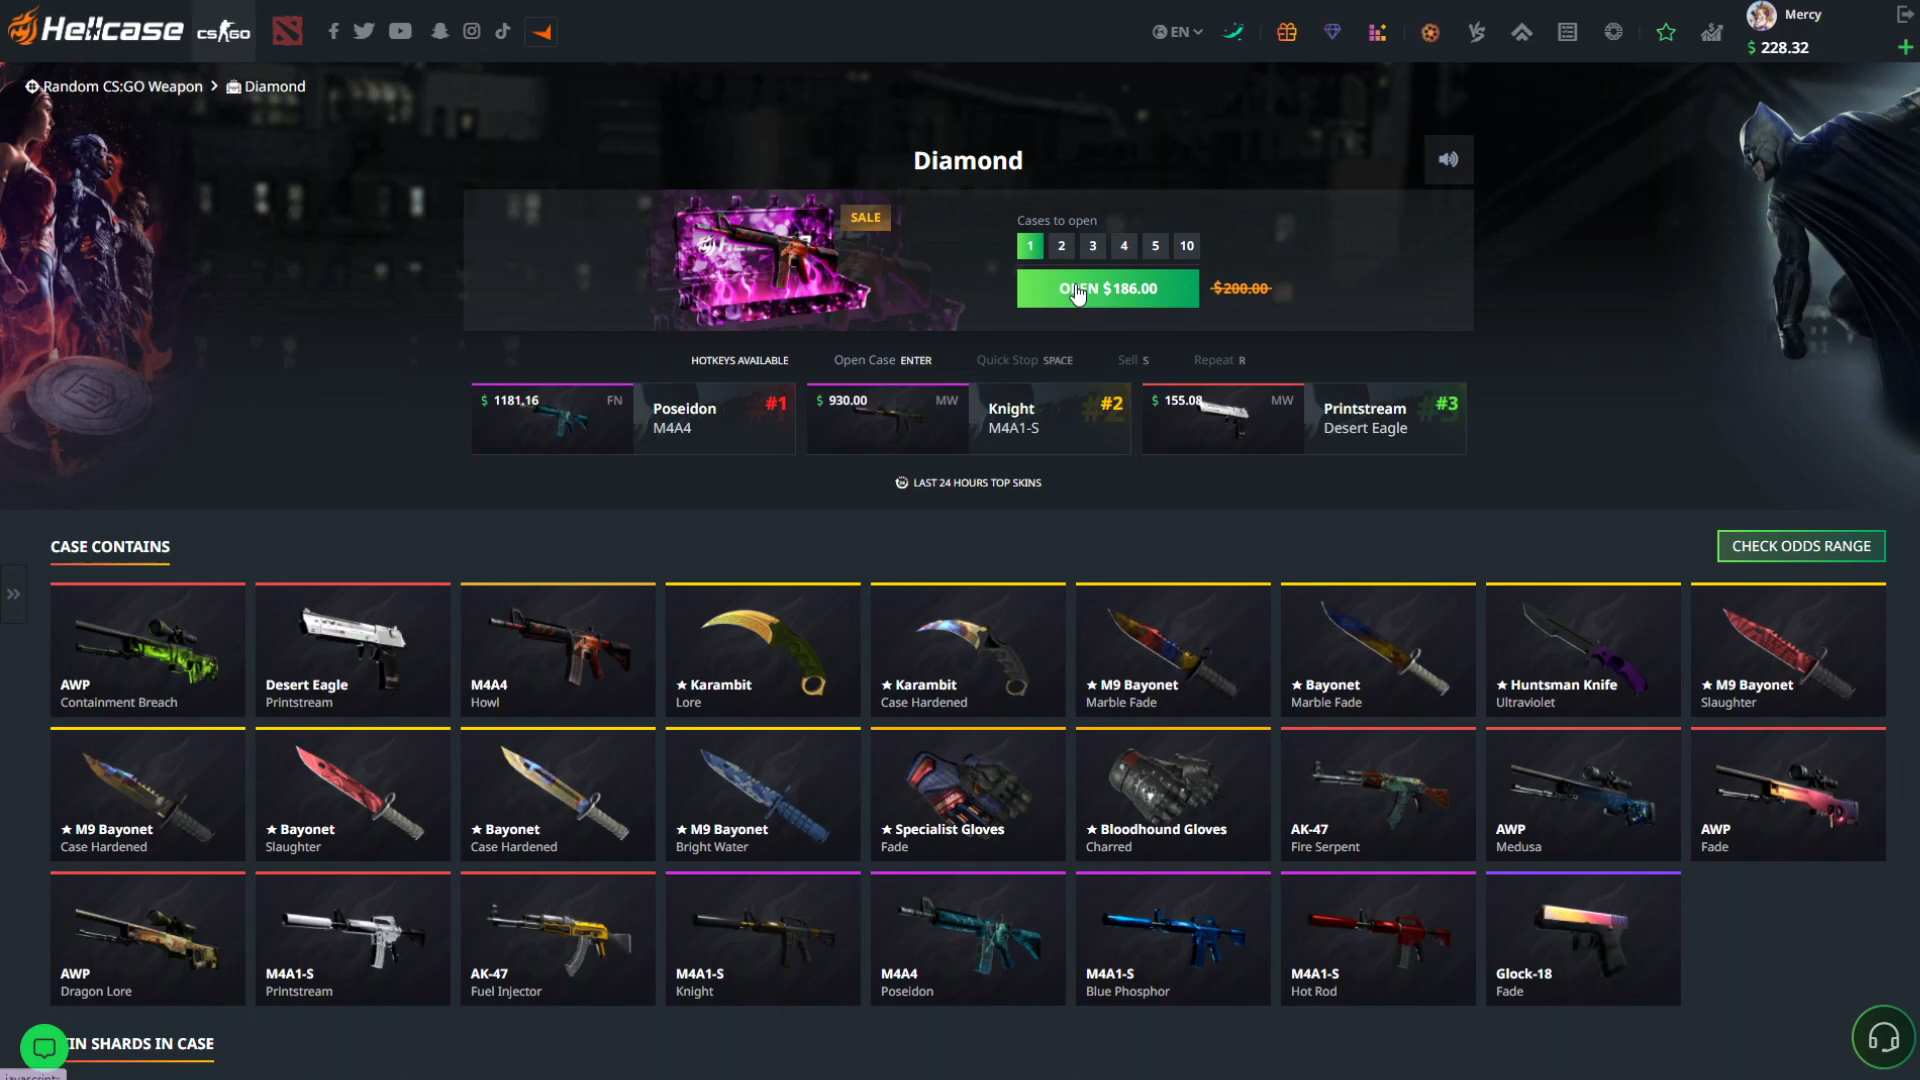 Hellcase
CS:GO
EN
Mercy
$ 228.32
Random CS:GO Weapon > Diamond
Diamond
SALE
Cases to open
1 2 3 4 5 10
OPEN $186.00
$200.00
HOTKEYS AVAILABLE
Open Case ENTER
Quick Stop SPACE
Sell S
Repeat R
$ 1181.16 FN
Poseidon #1
M4A4
$ 930.00 MW
Knight #2
M4A1-S
$ 155.08 MW
Printstream #3
Desert Eagle
LAST 24 HOURS TOP SKINS
CASE CONTAINS
CHECK ODDS RANGE
AWP
Containment Breach
Desert Eagle
Printstream
M4A4
Howl
★ Karambit
Lore
★ Karambit
Case Hardened
★ M9 Bayonet
Marble Fade
★ Bayonet
Marble Fade
★ Huntsman Knife
Ultraviolet
★ M9 Bayonet
Slaughter
★ M9 Bayonet
Case Hardened
★ Bayonet
Slaughter
★ Bayonet
Case Hardened
★ M9 Bayonet
Bright Water
★ Specialist Gloves
Fade
★ Bloodhound Gloves
Charred
AK-47
Fire Serpent
AWP
Medusa
AWP
Fade
AWP
Dragon Lore
M4A1-S
Printstream
AK-47
Fuel Injector
M4A1-S
Knight
M4A4
Poseidon
M4A1-S
Blue Phosphor
M4A1-S
Hot Rod
Glock-18
Fade
IN SHARDS IN CASE